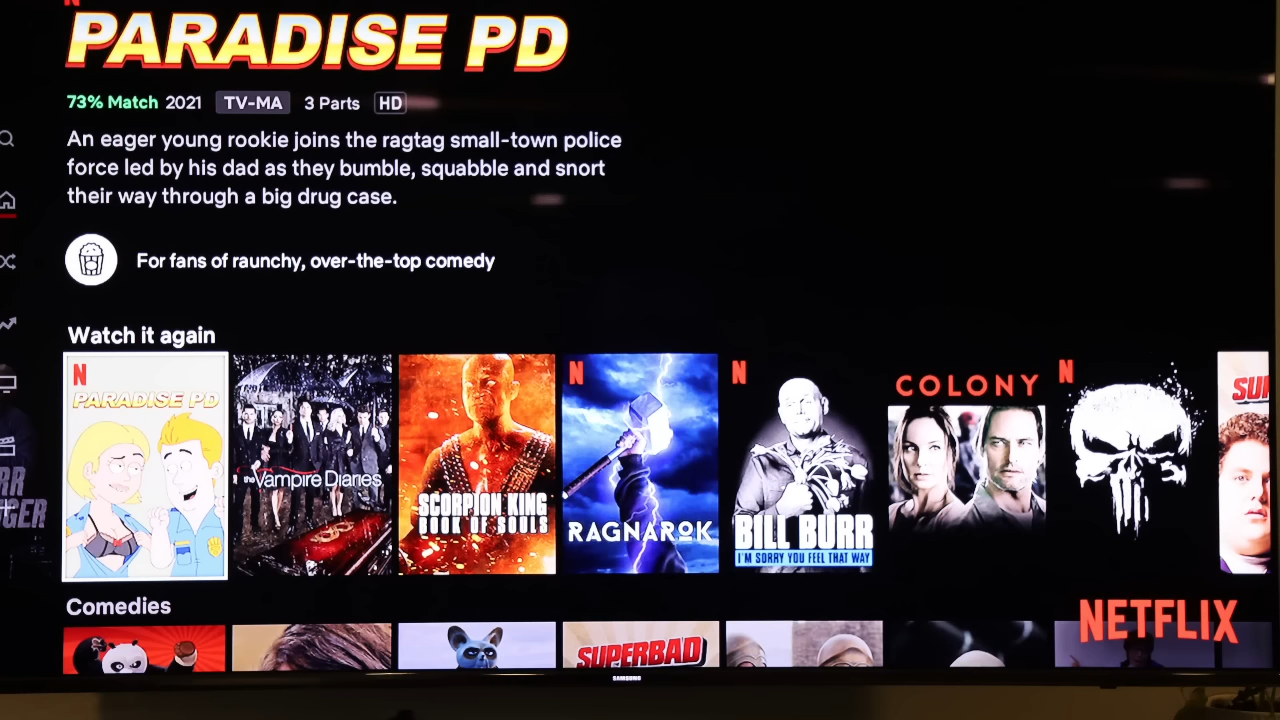 N
PARADISE PD
73% Match 2021 TV-MA 3 Parts HD
An eager young rookie joins the ragtag small-town police
force led by his dad as they bumble, squabble and snort
their way through a big drug case.
For fans of raunchy, over-the-top comedy
Watch it again
N
PARADISE PD
the Vampire Diaries
SCORPION KING
BOOK OF SOULS
N
RAGNAROK
N
BILL BURR
I'M SORRY YOU FEEL THAT WAY
COLONY
N
Comedies
SUPERBAD
NETFLIX
SAMSUNG